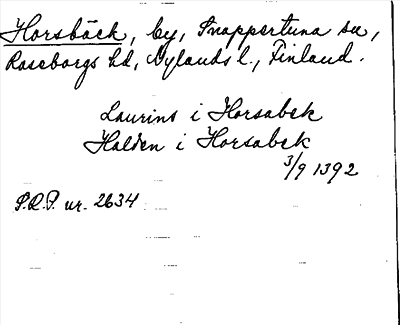 Horsbäck, by, Snappertuna sn,
Raseborgs hd, Nylands l., Finland.
Laurins i Horsabek
Halden i Horsabek
3/9 1392
S.R.P. nr. 2634